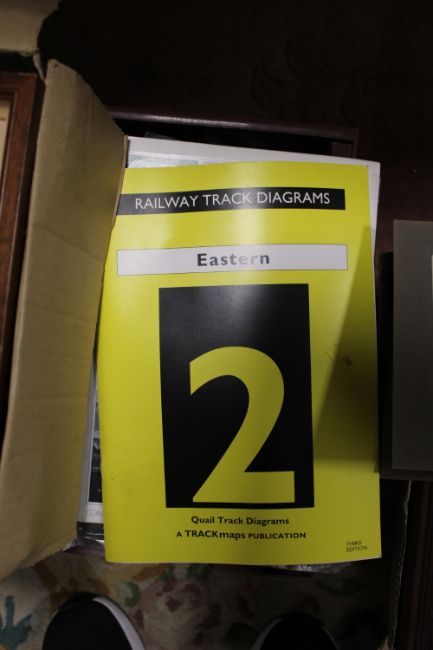 RAILWAY TRACK DIAGRAMS
Eastern
2
Quail Track Diagrams
A TRACKmaps PUBLICATION
THIRD
EDITION